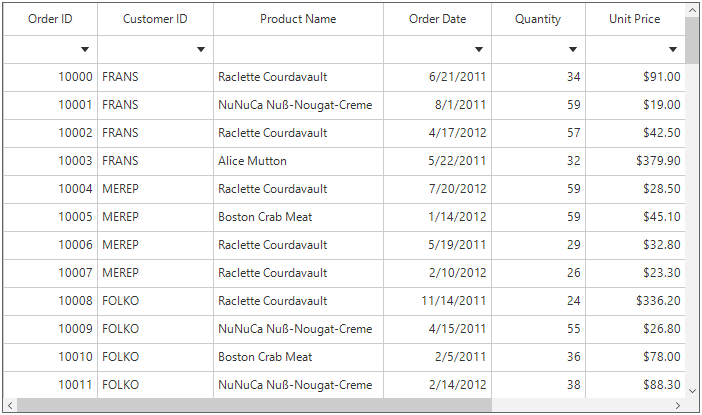 Order ID Customer ID Product Name Order Date Quantity Unit Price
10000 FRANS Raclette Courdavault 6/21/2011 34 $91.00
10001 FRANS NuNuCa Nuß-Nougat-Creme 8/1/2011 59 $19.00
10002 FRANS Raclette Courdavault 4/17/2012 57 $42.50
10003 FRANS Alice Mutton 5/22/2011 32 $379.90
10004 MEREP Raclette Courdavault 7/20/2012 59 $28.50
10005 MEREP Boston Crab Meat 1/14/2012 59 $45.10
10006 MEREP Raclette Courdavault 5/19/2011 29 $32.80
10007 MEREP Raclette Courdavault 2/10/2012 26 $23.30
10008 FOLKO Raclette Courdavault 11/14/2011 24 $336.20
10009 FOLKO NuNuCa Nuß-Nougat-Creme 4/15/2011 55 $26.80
10010 FOLKO Boston Crab Meat 2/5/2011 36 $78.00
10011 FOLKO NuNuCa Nuß-Nougat-Creme 2/14/2012 38 $88.30